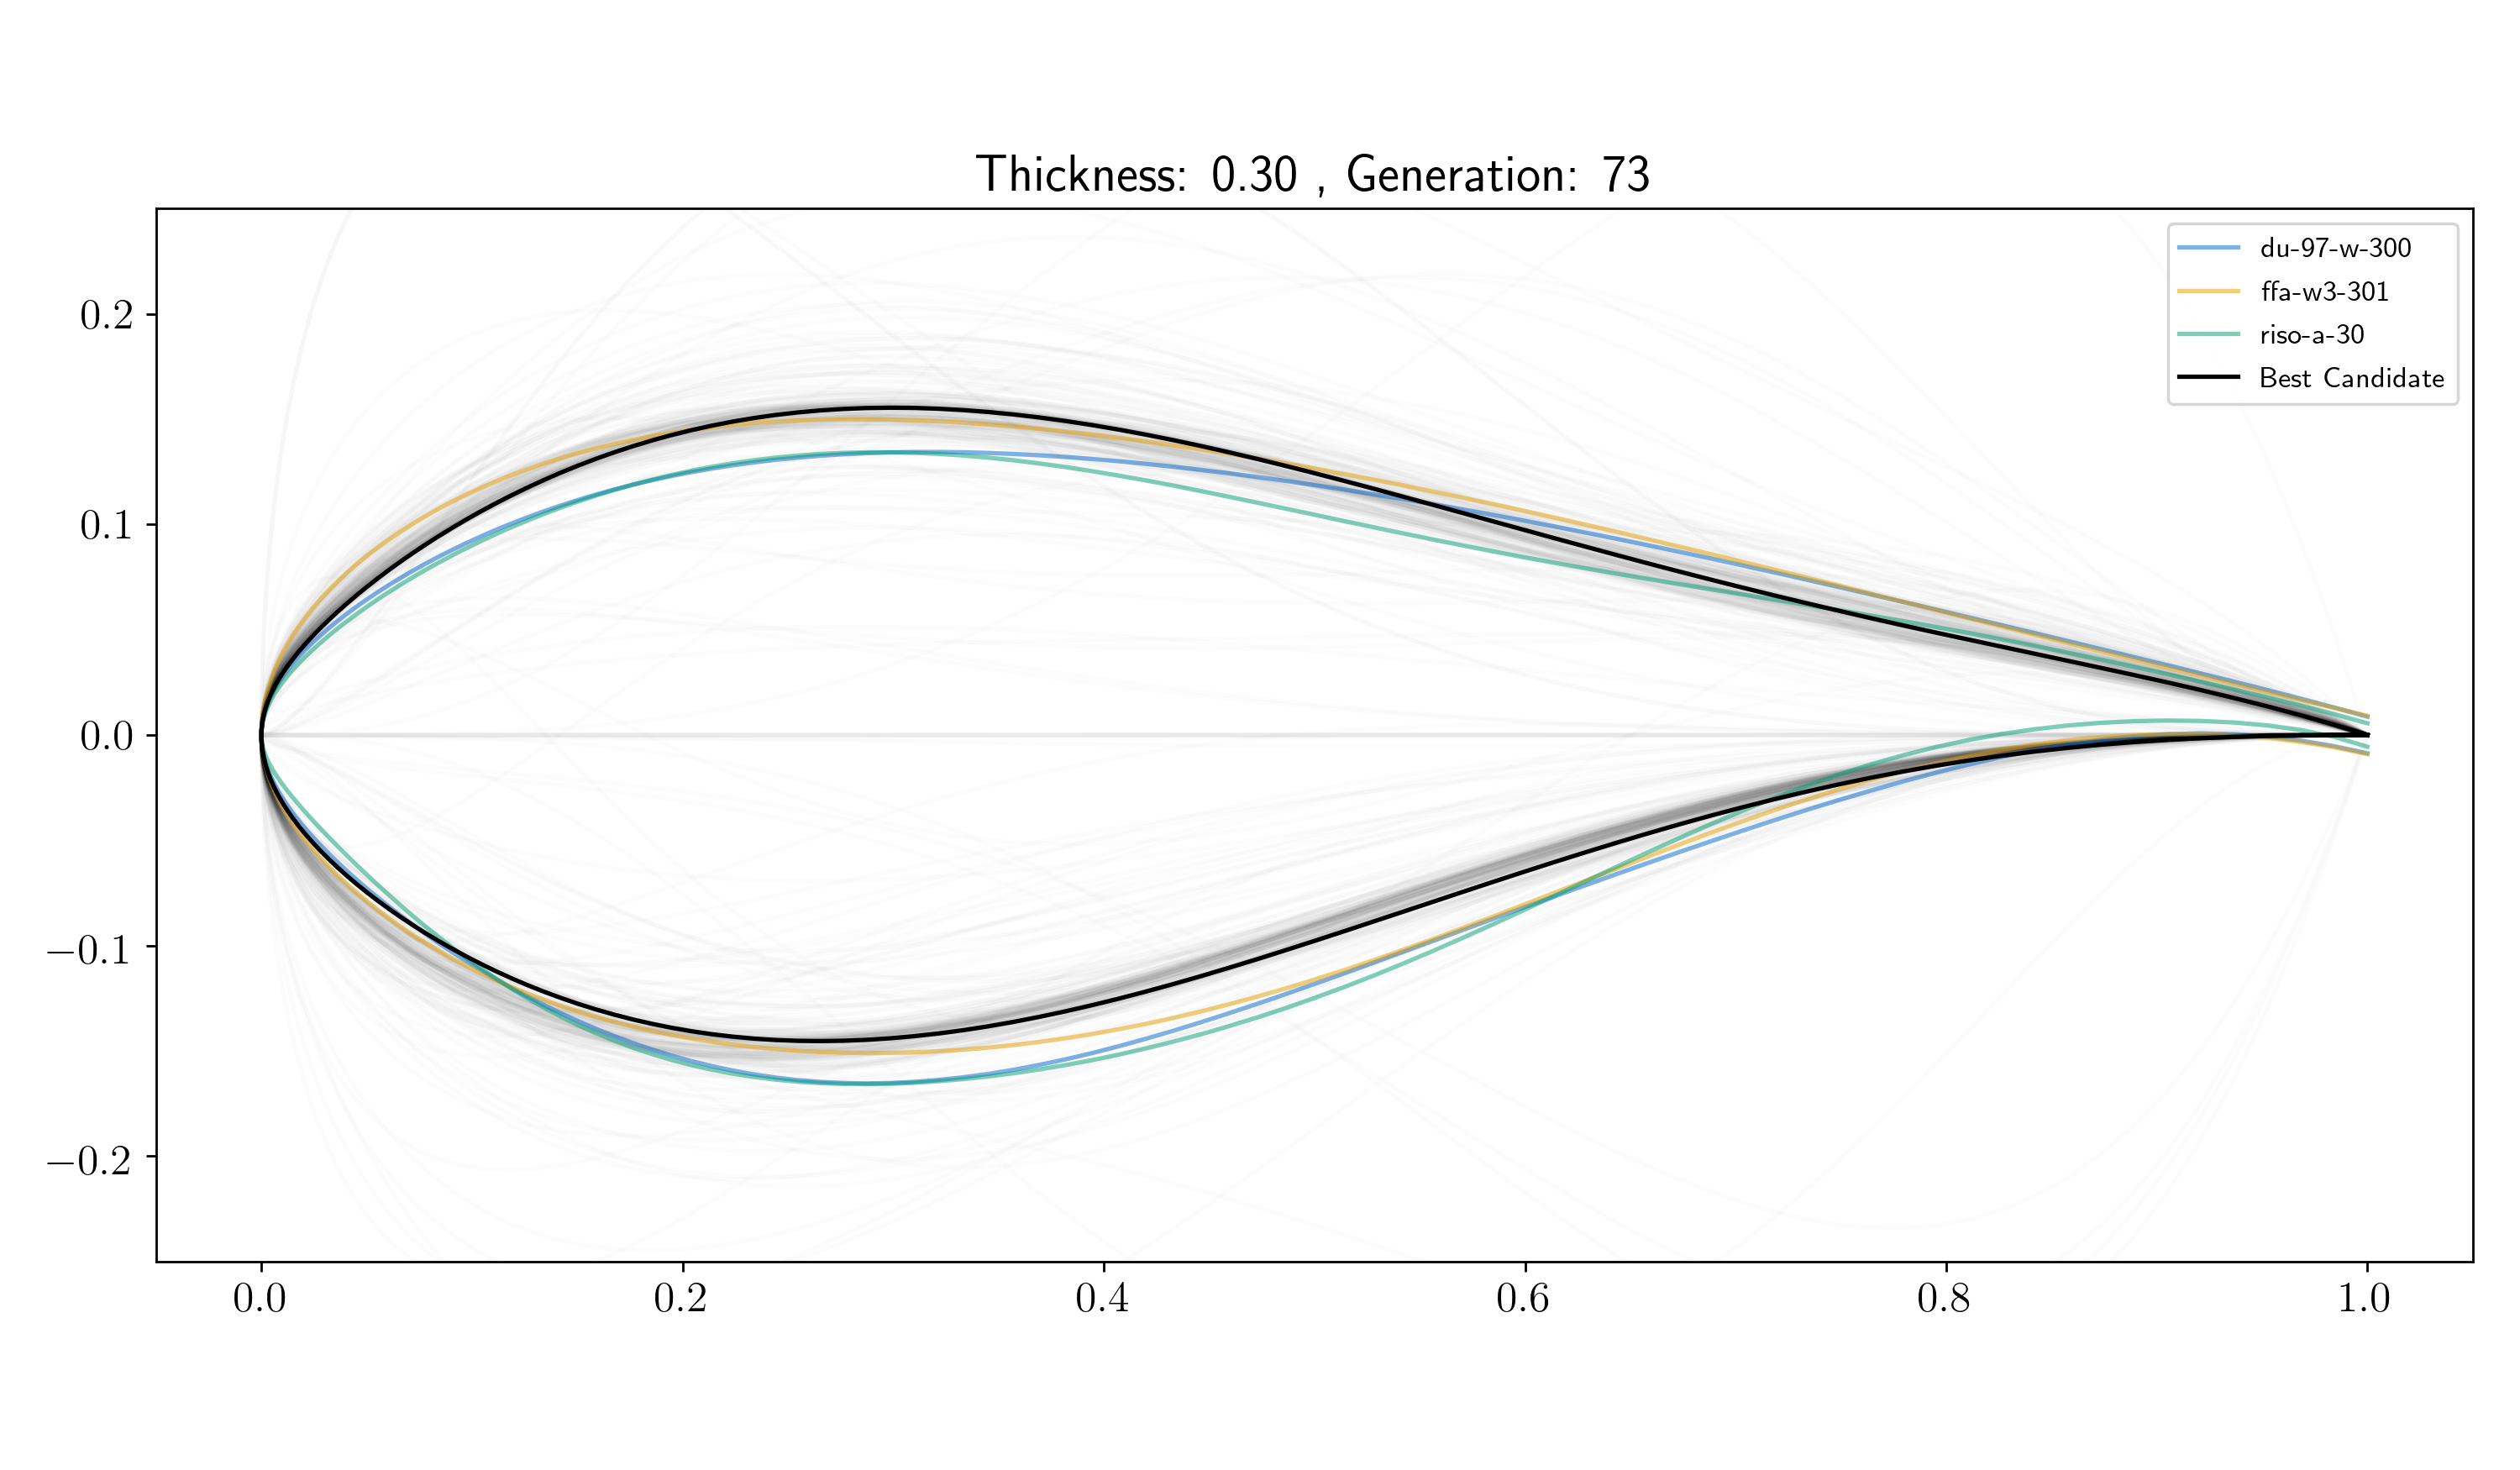 Thickness: 0.30 , Generation: 73
du-97-w-300
ffa-w3-301
riso-a-30
Best Candidate
0.2
0.1
0.0
−0.1
−0.2
0.0 0.2 0.4 0.6 0.8 1.0